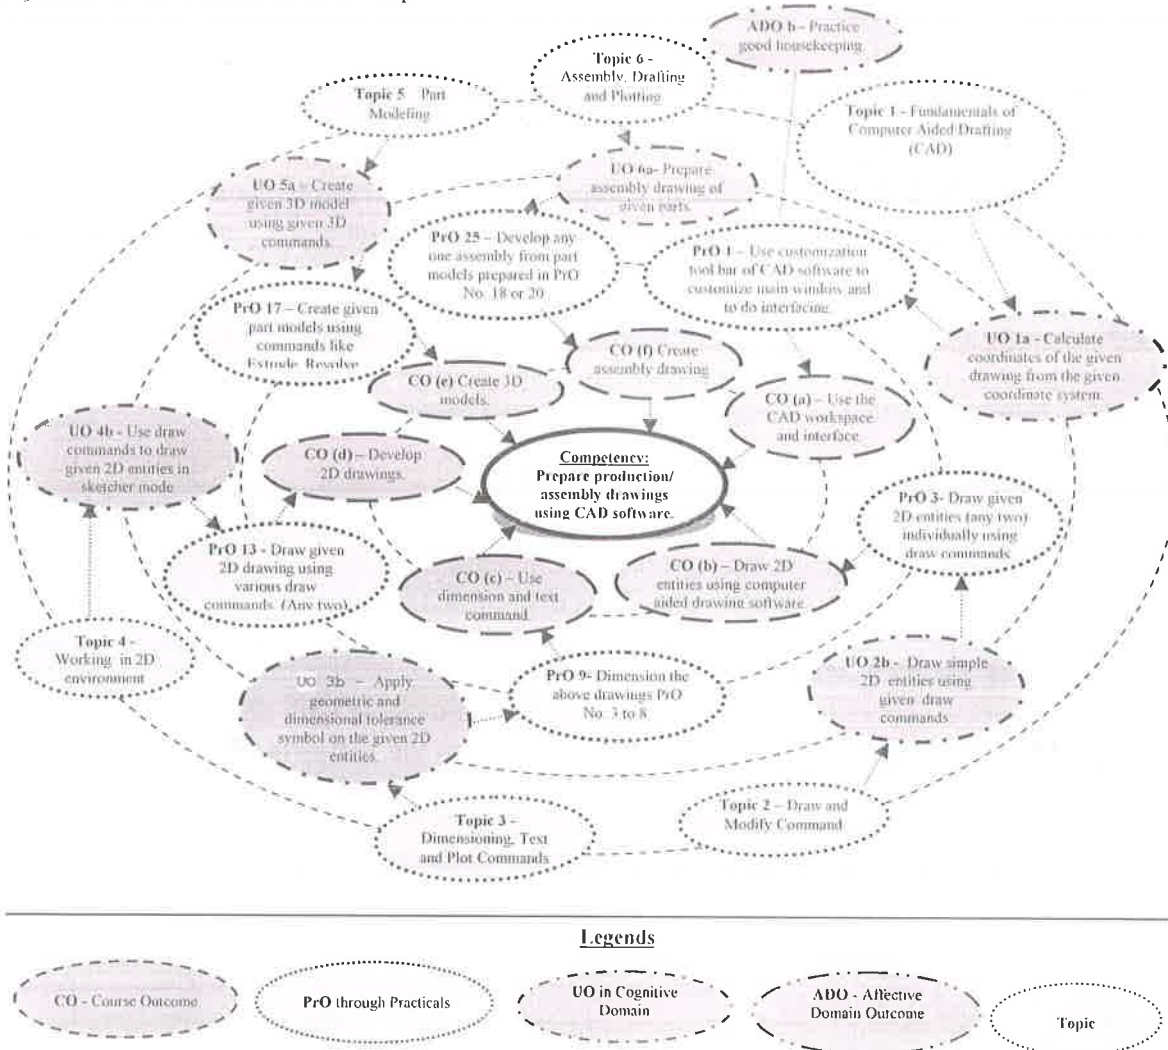 ADO b - Practice
good housekeeping.
Topic 6 -
Assembly, Drafting
and Plotting
Topic 5 - Part
Modeling
Topic 1 - Fundamentals of
Computer Aided Drafting
(CAD)
UO 5a - Create
given 3D model
using given 3D
commands.
UO 6a- Prepare
assembly drawing of
given parts.
PrO 25 – Develop any
one assembly from part
models prepared in PrO
No. 18 or 20.
PrO 1 – Use customization
tool bar of CAD software to
customize main window and
to do interfacing.
PrO 17 – Create given
part models using
commands like
Extrude Revolve
UO 1a - Calculate
coordinates of the given
drawing from the given
coordinate system.
CO (f) Create
assembly drawing
CO (e) Create 3D
models.
CO (a) – Use the
CAD workspace
and interface
UO 4b - Use draw
commands to draw
given 2D entities in
sketcher mode
CO (d) – Develop
2D drawings.
Competency:
Prepare production/
assembly drawings
using CAD software.
PrO 3- Draw given
2D entities (any two)
individually using
draw commands
PrO 13 - Draw given
2D drawing using
various draw
commands. (Any two)
CO (c) – Use
dimension and text
command
CO (b) – Draw 2D
entities using computer
aided drawing software
Topic 4 -
Working in 2D
environment
UO 3b – Apply
geometric and
dimensional tolerance
symbol on the given 2D
entities.
PrO 9- Dimension the
above drawings PrO
No. 3 to 8
UO 2b - Draw simple
2D entities using
given draw
commands
Topic 3 -
Dimensioning, Text
and Plot Commands
Topic 2 – Draw and
Modify Command
Legends
CO - Course Outcome
PrO through Practicals
UO in Cognitive
Domain
ADO - Affective
Domain Outcome
Topic